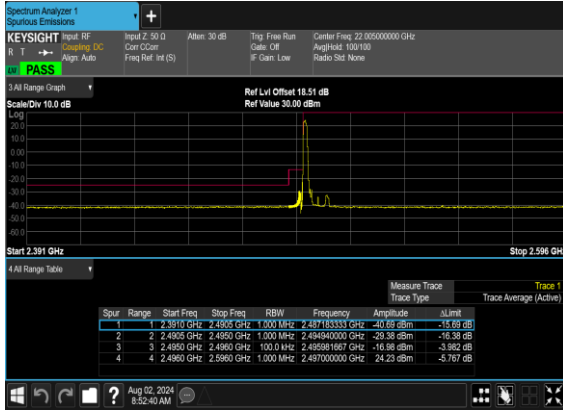 Spectrum Analyzer 1
Spurious Emissions
+
KEYSIGHT Input: RF Input Z: 50 Ω Atten: 30 dB Trig: Free Run Center Freq: 22.005000000 GHz
R T Coupling: DC Corr CCorr Gate: Off Avg|Hold: 100/100
Align: Auto Freq Ref: Int (S) IF Gain: Low Radio Std: None
PASS
3 All Range Graph
Ref Lvl Offset 18.51 dB
Scale/Div 10.0 dB Ref Value 30.00 dBm
Log
20.0
10.0
0.00
-10.0
-20.0
-30.0
-40.0
-50.0
-60.0
Start 2.391 GHz Stop 2.596 GH
4 All Range Table
Measure Trace Trace 1
Trace Type Trace Average (Active)
Spur Range Start Freq Stop Freq RBW Frequency Amplitude ΔLimit
1 1 2.3910 GHz 2.4905 GHz 1.000 MHz 2.487183333 GHz -40.69 dBm -15.69 dB
2 2 2.4905 GHz 2.4950 GHz 1.000 MHz 2.494940000 GHz -29.38 dBm -16.38 dB
3 3 2.4950 GHz 2.4960 GHz 100.0 kHz 2.495981667 GHz -16.98 dBm -3.982 dB
4 4 2.4960 GHz 2.5960 GHz 1.000 MHz 2.497000000 GHz 24.23 dBm -5.767 dB
?
Aug 02, 2024
8:52:40 AM